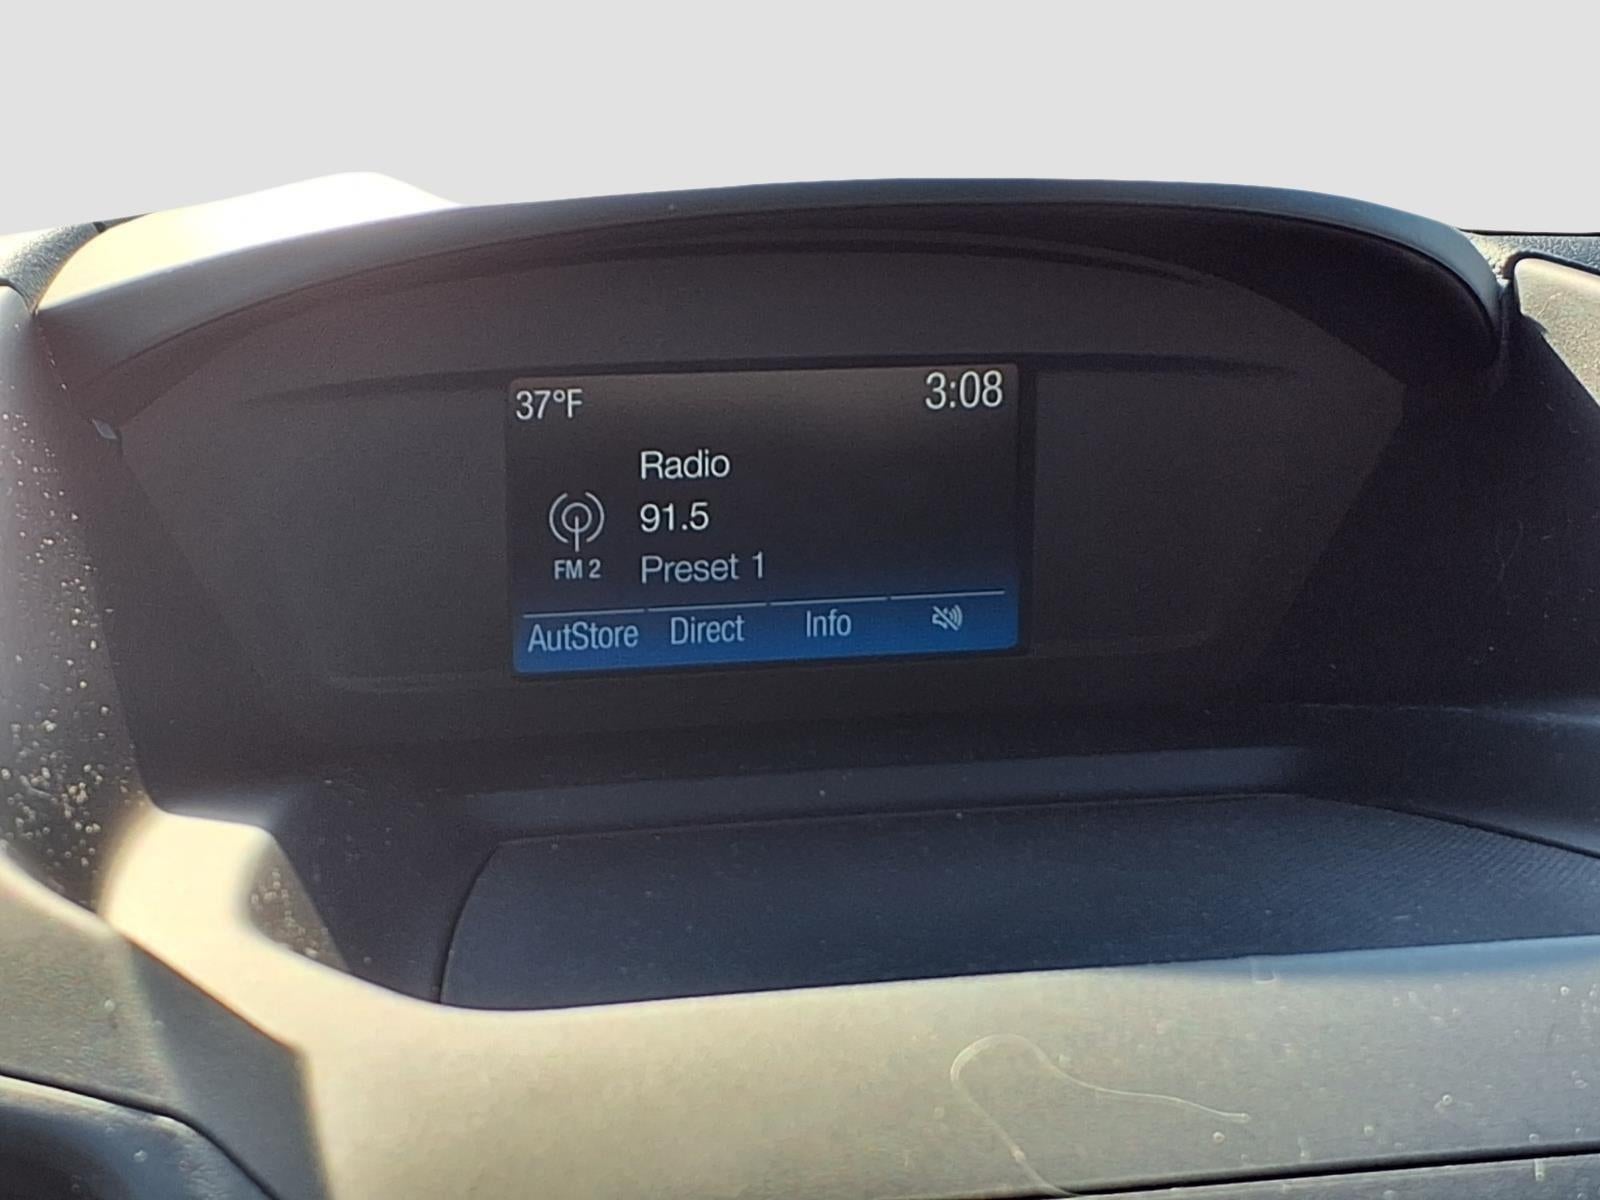 37°F 3:08
Radio
91.5
FM 2 Preset 1
AutStore Direct Info